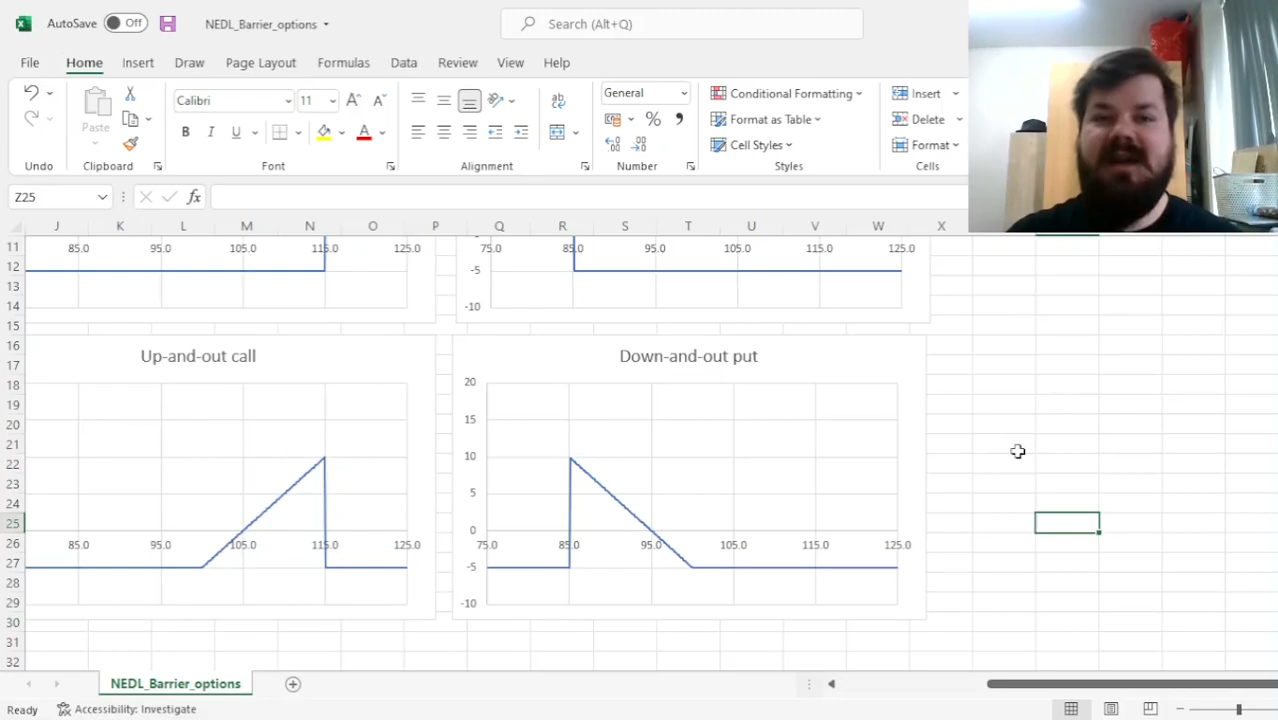 AutoSave Off NEDL_Barrier_options Search (Alt+Q)
File Home Insert Draw Page Layout Formulas Data Review View Help
Paste Calibri 11 General Conditional Formatting Format as Table Cell Styles Insert Delete Format
Undo Clipboard Font Alignment Number Styles Cells
Z25 fx
J K L M N O P Q R S T U V W X
11 85.0 95.0 105.0 115.0 125.0 75.0 85.0 95.0 105.0 115.0 125.0
12 -5
13
14 -10
15
16 Up-and-out call Down-and-out put
17
18 20
19
20 15
21
22 10
23 5
24
25 0
26 85.0 95.0 105.0 115.0 125.0 75.0 85.0 95.0 105.0 115.0 125.0
27 -5
28
29 -10
30
31
32
NEDL_Barrier_options
Ready Accessibility: Investigate